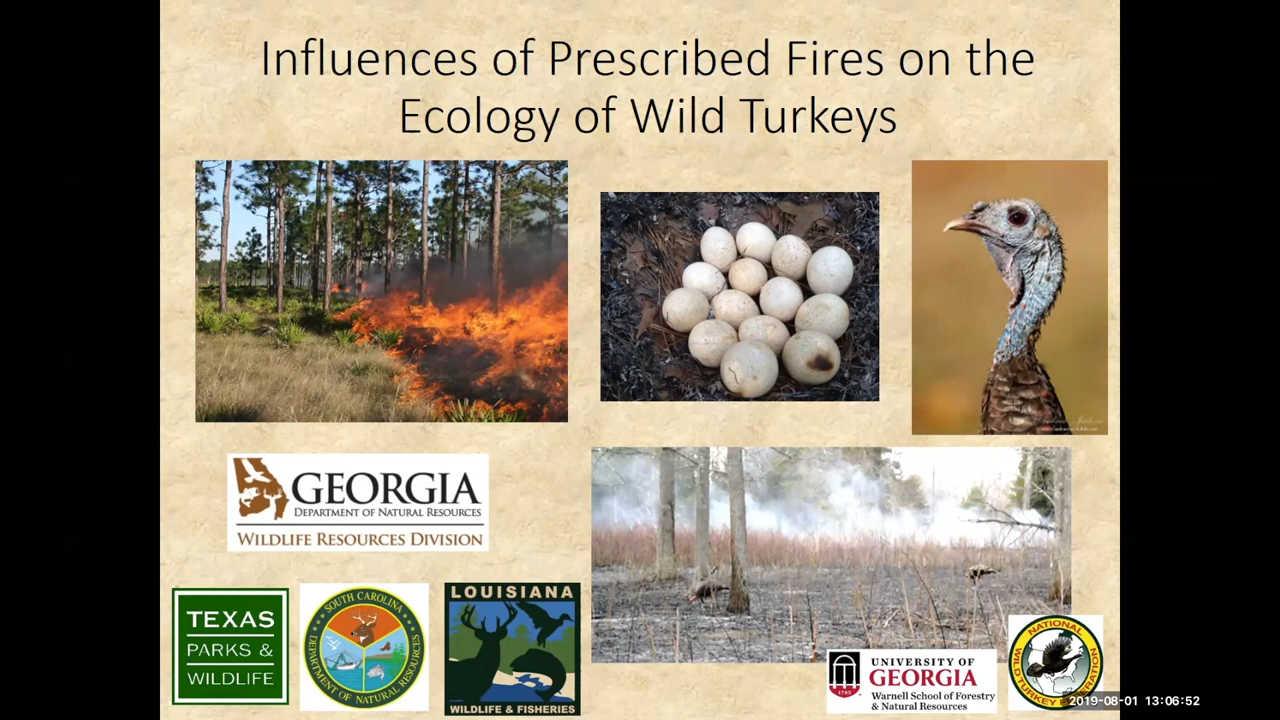 Influences of Prescribed Fires on the
Ecology of Wild Turkeys
GEORGIA
DEPARTMENT OF NATURAL RESOURCES
WILDLIFE RESOURCES DIVISION
TEXAS
PARKS &
WILDLIFE
SOUTH CAROLINA
DEPARTMENT OF NATURAL RESOURCES
LOUISIANA
WILDLIFE & FISHERIES
UNIVERSITY OF
GEORGIA
1785
Warnell School of Forestry
& Natural Resources
NATIONAL
WILD TURKEY FEDERATION
2019-08-01 13:06:52